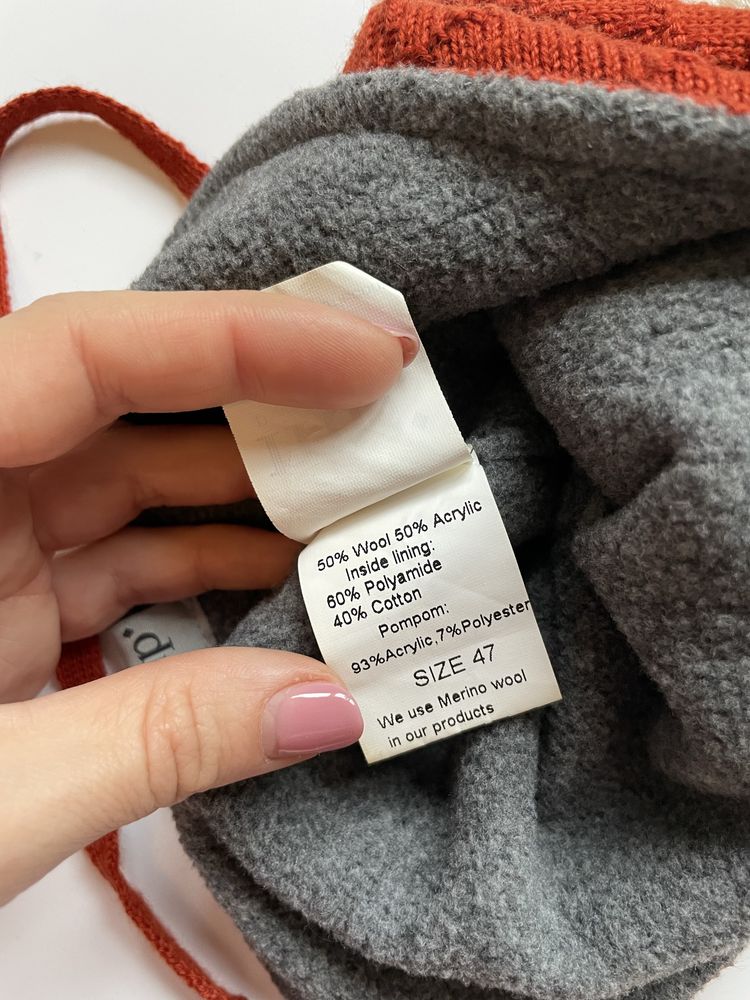 50% Wool 50% Acrylic
Inside lining:
60% Polyamide
40% Cotton
Pompom:
93%Acrylic,7%Polyester
SIZE 47
We use Merino wool
in our products